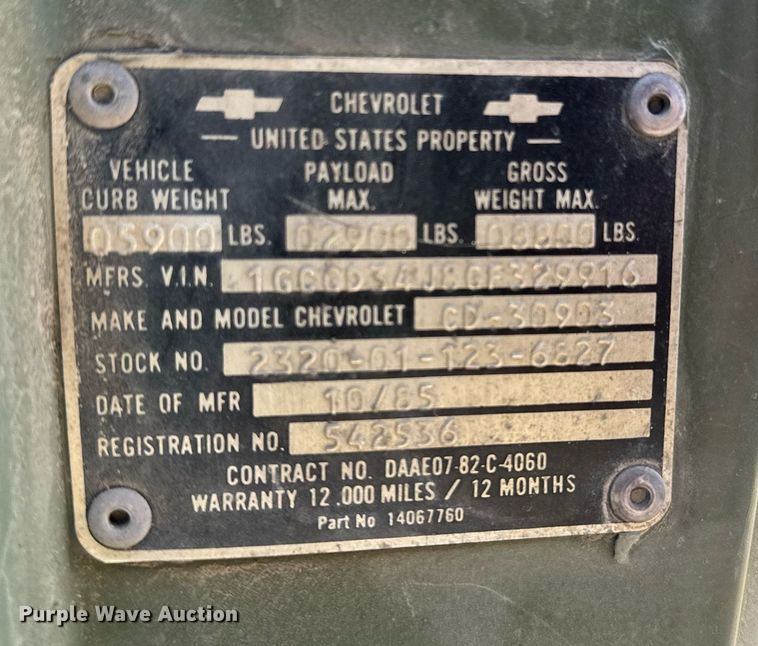 CHEVROLET
— UNITED STATES PROPERTY —
VEHICLE CURB WEIGHT 05900 LBS. PAYLOAD MAX. 02900 LBS. GROSS WEIGHT MAX. 08800 LBS.
MFRS. V.I.N. 1GCGD34J8GF329916
MAKE AND MODEL CHEVROLET CD-30903
STOCK NO. 2320-01-123-6827
DATE OF MFR 10/85
REGISTRATION NO. 542536
CONTRACT NO. DAAE07-82-C-4060
WARRANTY 12,000 MILES / 12 MONTHS
Part No 14067760
Purple Wave Auction